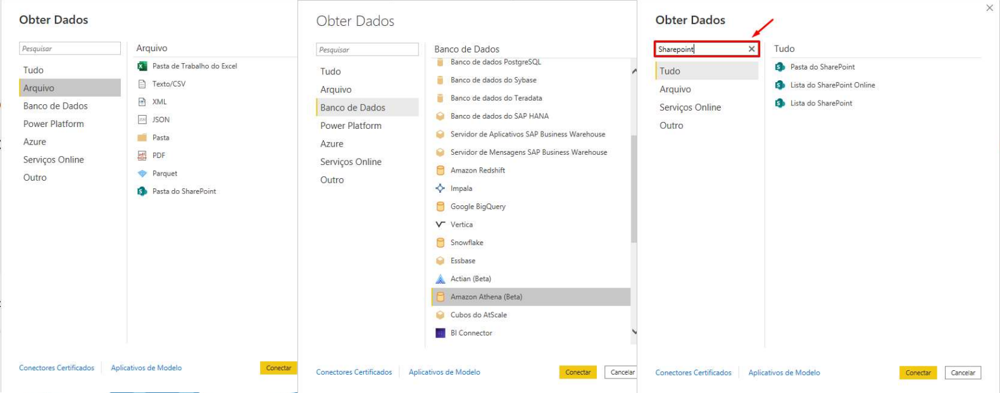 Obter Dados
Pesquisar
Tudo
Arquivo
Banco de Dados
Power Platform
Azure
Serviços Online
Outro
Arquivo
Pasta de Trabalho do Excel
Texto/CSV
XML
JSON
Pasta
PDF
Parquet
Pasta do SharePoint
Conectores Certificados
Aplicativos de Modelo
Conectar
Obter Dados
Pesquisar
Tudo
Arquivo
Banco de Dados
Power Platform
Azure
Serviços Online
Outro
Banco de Dados
Banco de dados PostgreSQL
Banco de dados do Sybase
Banco de dados do Teradata
Banco de dados do SAP HANA
Servidor de Aplicativos SAP Business Warehouse
Servidor de Mensagens SAP Business Warehouse
Amazon Redshift
Impala
Google BigQuery
Vertica
Snowflake
Essbase
Actian (Beta)
Amazon Athena (Beta)
Cubos do AtScale
BI Connector
Conectores Certificados
Aplicativos de Modelo
Conectar
Cancelar
Obter Dados
Sharepoint
Tudo
Arquivo
Serviços Online
Outro
Tudo
Pasta do SharePoint
Lista do SharePoint Online
Lista do SharePoint
Conectores Certificados
Aplicativos de Modelo
Conectar
Cancelar